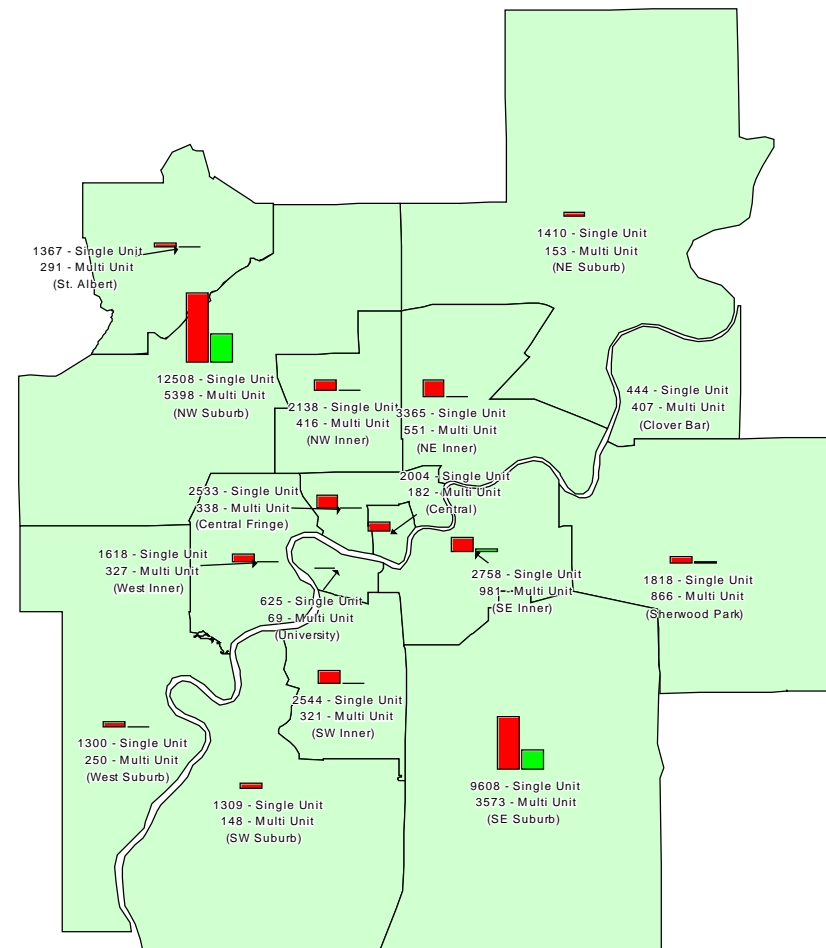 1410 - Single Unit
153 - Multi Unit
(NE Suburb)
1367 - Single Unit
291 - Multi Unit
(St. Albert)
12508 - Single Unit
5398 - Multi Unit
(NW Suburb)
2138 - Single Unit
416 - Multi Unit
(NW Inner)
3365 - Single Unit
551 - Multi Unit
(NE Inner)
444 - Single Unit
407 - Multi Unit
(Clover Bar)
2004 - Single Unit
182 - Multi Unit
(Central)
2533 - Single Unit
338 - Multi Unit
(Central Fringe)
1618 - Single Unit
327 - Multi Unit
(West Inner)
625 - Single Unit
69 - Multi Unit
(University)
2758 - Single Unit
981 - Multi Unit
(SE Inner)
1818 - Single Unit
866 - Multi Unit
(Sherwood Park)
2544 - Single Unit
321 - Multi Unit
(SW Inner)
1300 - Single Unit
250 - Multi Unit
(West Suburb)
1309 - Single Unit
148 - Multi Unit
(SW Suburb)
9608 - Single Unit
3573 - Multi Unit
(SE Suburb)